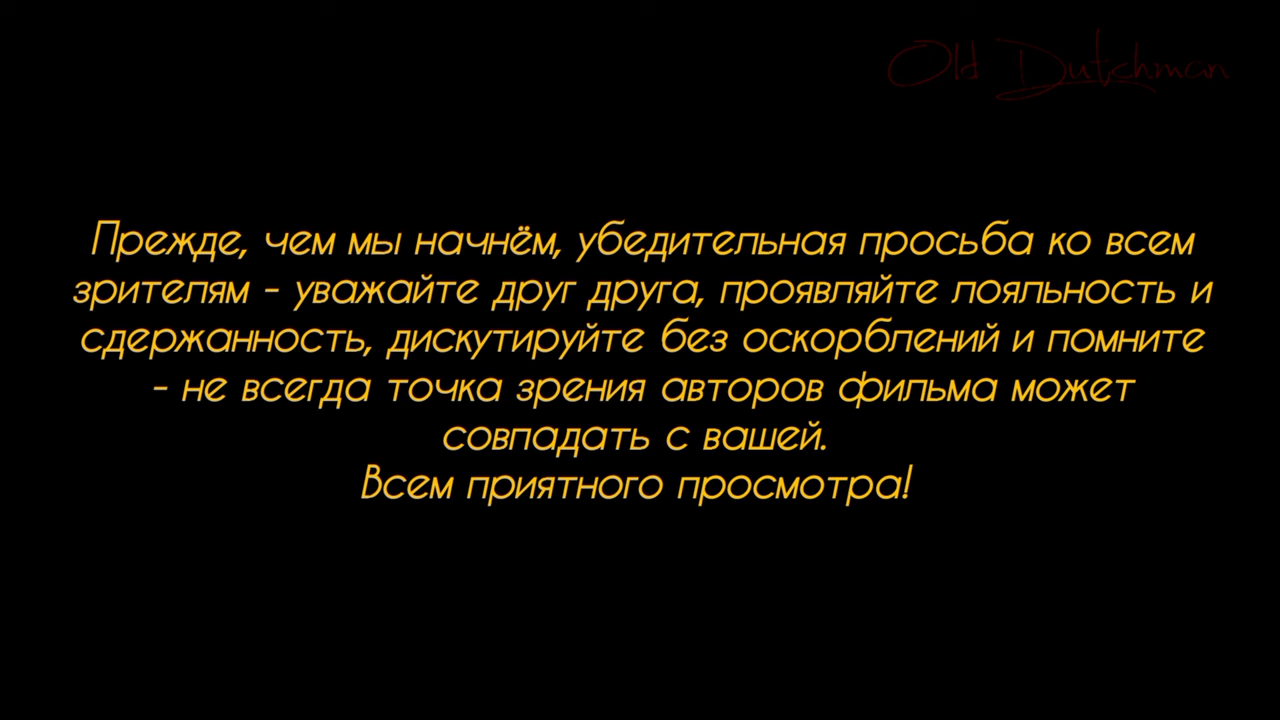 Old Dutchman
Прежде, чем мы начнём, убедительная просьба ко всем
зрителям - уважайте друг друга, проявляйте лояльность и
сдержанность, дискутируйте без оскорблений и помните
- не всегда точка зрения авторов фильма может
совпадать с вашей.
Всем приятного просмотра!